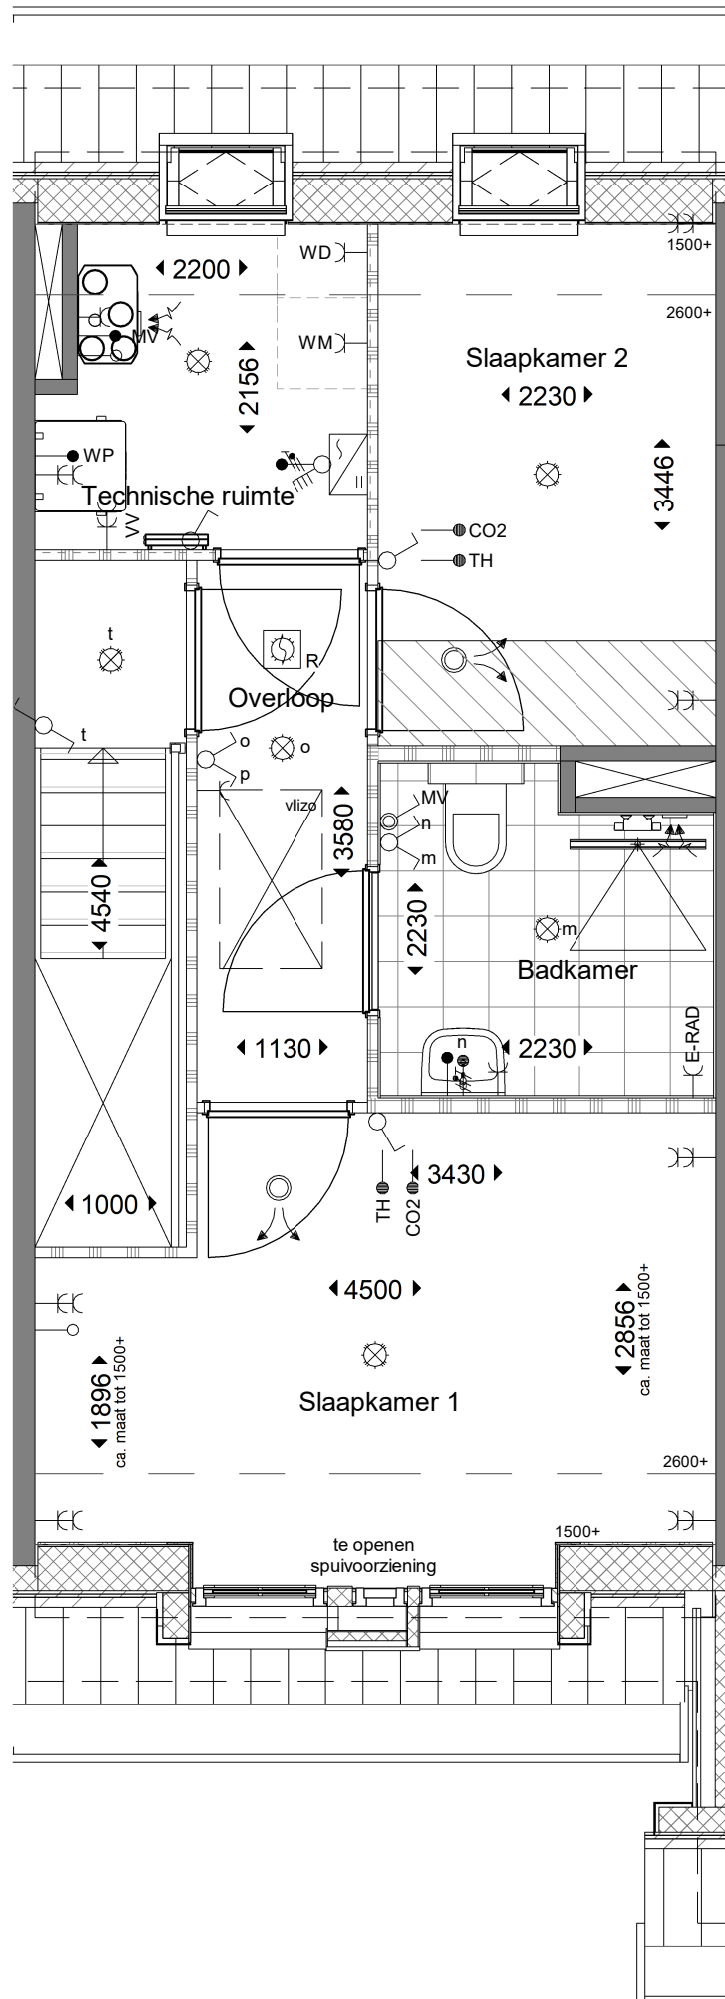 WD
1500+
2200
2600+
MV
WM
Slaapkamer 2
2156
2230
WP
3446
Technische ruimte
VV
CO2
TH
t
R
Overloop
t
o
o
p
vlizo
MV
3580
n
m
4540
2230
m
Badkamer
n
1130
2230
E-RAD
3430
1000
TH
CO2
4500
2856
ca. maat tot 1500+
1896
ca. maat tot 1500+
Slaapkamer 1
2600+
1500+
te openen
spuivoorziening